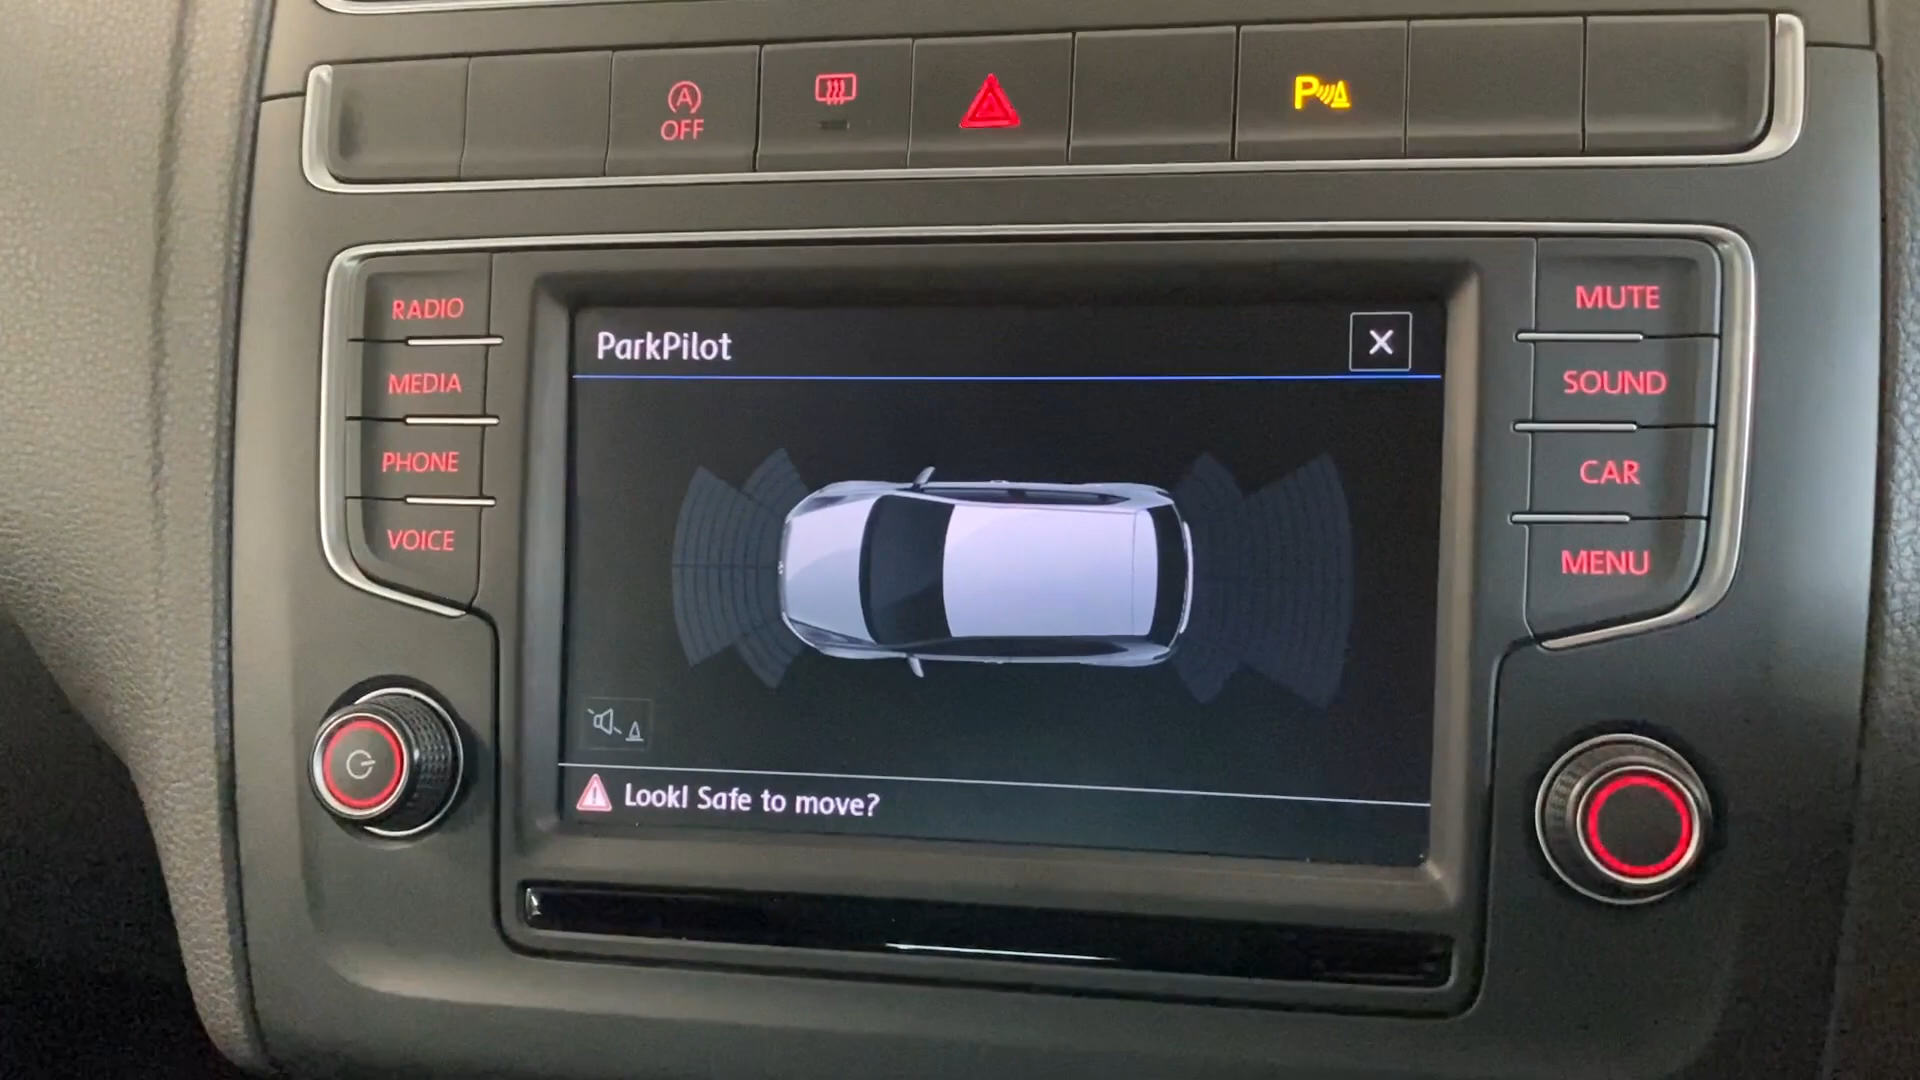 OFF
P
RADIO
MEDIA
PHONE
VOICE
ParkPilot
Look! Safe to move?
MUTE
SOUND
CAR
MENU